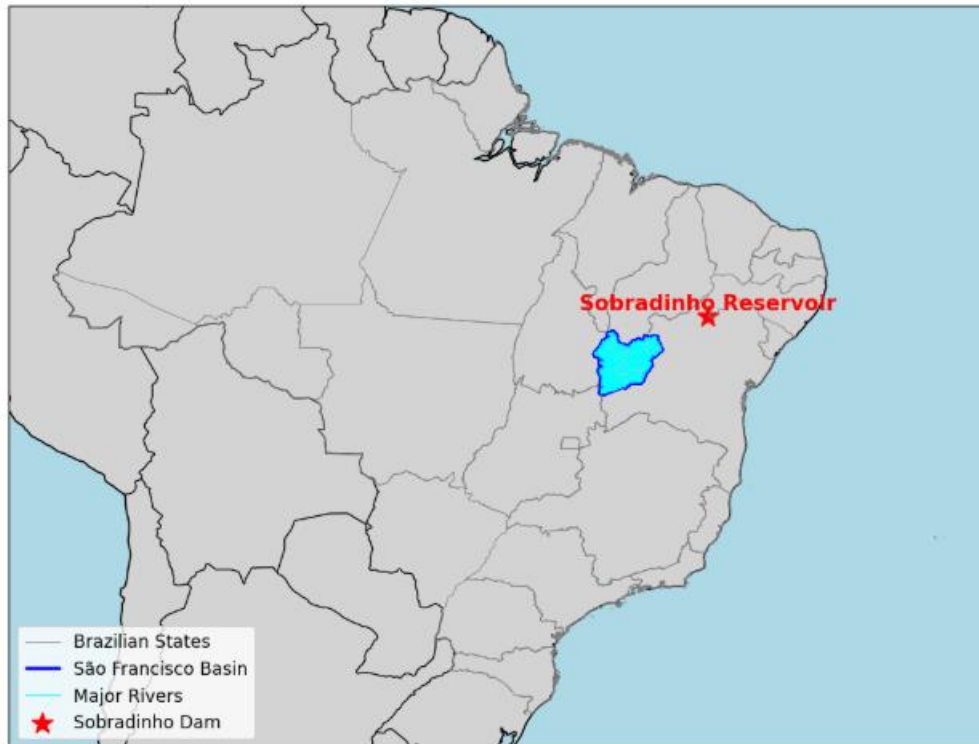 Sobradinho Reservoir
Brazilian States
São Francisco Basin
Major Rivers
Sobradinho Dam